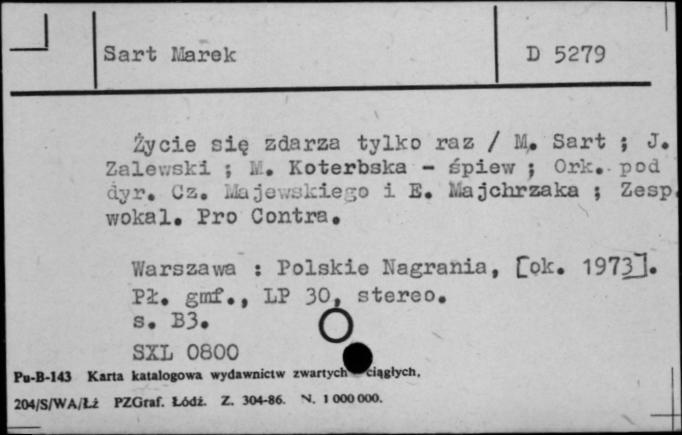 Sart Marek
D 5279
Życie się zdarza tylko raz / M. Sart ; J.
Zalewski ; M. Koterbska - śpiew ; Ork. pod
dyr. Cz. Majewskiego i E. Majchrzaka ; Zesp.
wokal. Pro Contra.
Warszawa : Polskie Nagrania, [ok. 1973].
Pł. gmf., LP 30, stereo.
s. B3.
SXL 0800
Pu-B-143 Karta katalogowa wydawnictw zwartych ciągłych,
204/S/WA/Łż PZGraf. Łódź. Z. 304-86. N. 1 000 000.